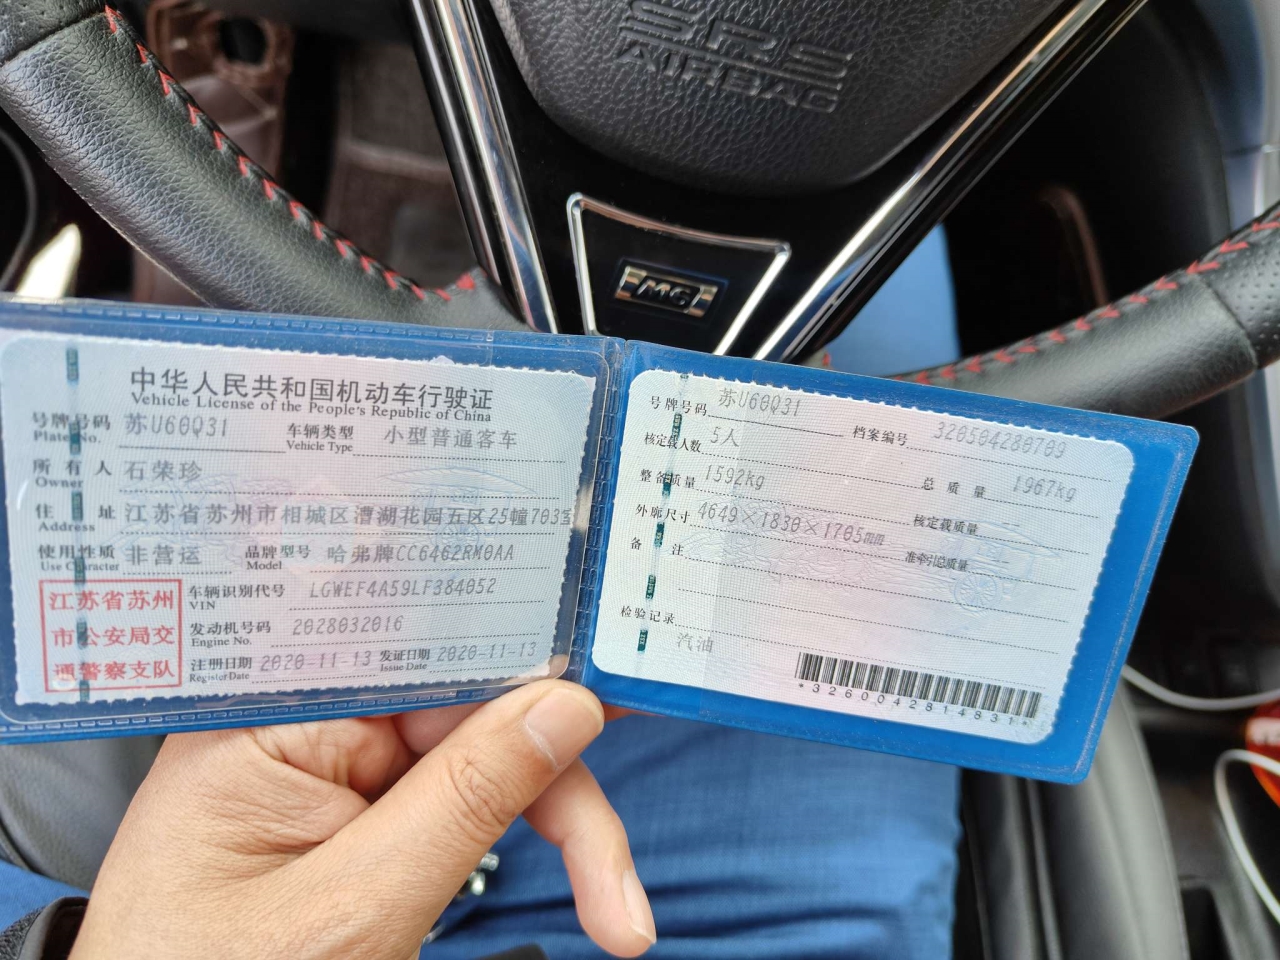 SRS
AIRBAG
MG
中华人民共和国机动车行驶证
Vehicle License of the People's Republic of China
号牌号码 苏U60Q31 车辆类型 小型普通客车
Plate No. Vehicle Type
所有人 石荣珍
Owner
住址 江苏省苏州市相城区漕湖花园五区25幢703室
Address
使用性质 非营运 品牌型号 哈弗牌CC6462RM0AA
Use Character Model
江苏省苏州
市公安局交
通警察支队
车辆识别代号 LGWEF4A59LF384052
VIN
发动机号码 2028032016
Engine No.
注册日期 2020-11-13 发证日期 2020-11-13
Register Date Issue Date
号牌号码 苏U60Q31 档案编号 320504280709
核定载人数 5人
整备质量 1592kg 总质量 1967kg
外廓尺寸 4649×1830×1705mm 核定载质量 —
备注 准牵引总质量 —
检验记录
汽油
*3260042814831*